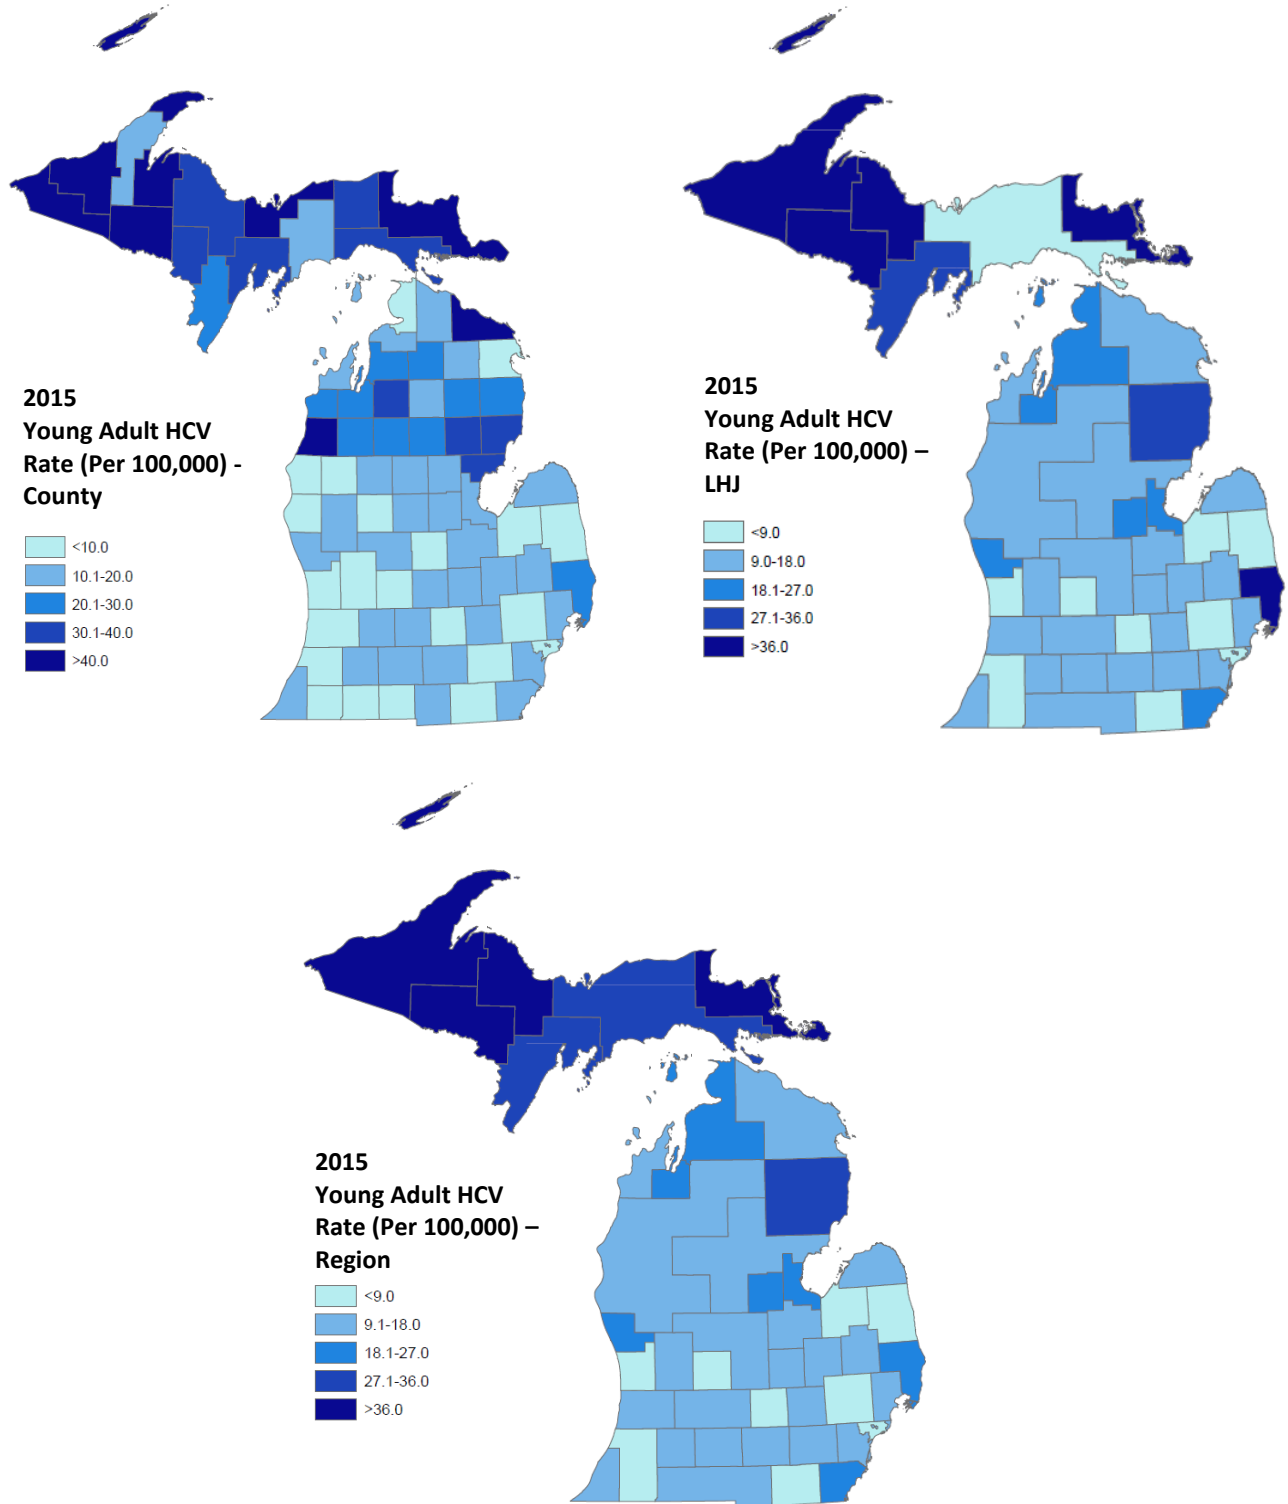 2015
Young Adult HCV
Rate (Per 100,000) -
County
<10.0
10.1-20.0
20.1-30.0
30.1-40.0
>40.0
2015
Young Adult HCV
Rate (Per 100,000) –
LHJ
<9.0
9.0-18.0
18.1-27.0
27.1-36.0
>36.0
2015
Young Adult HCV
Rate (Per 100,000) –
Region
<9.0
9.1-18.0
18.1-27.0
27.1-36.0
>36.0